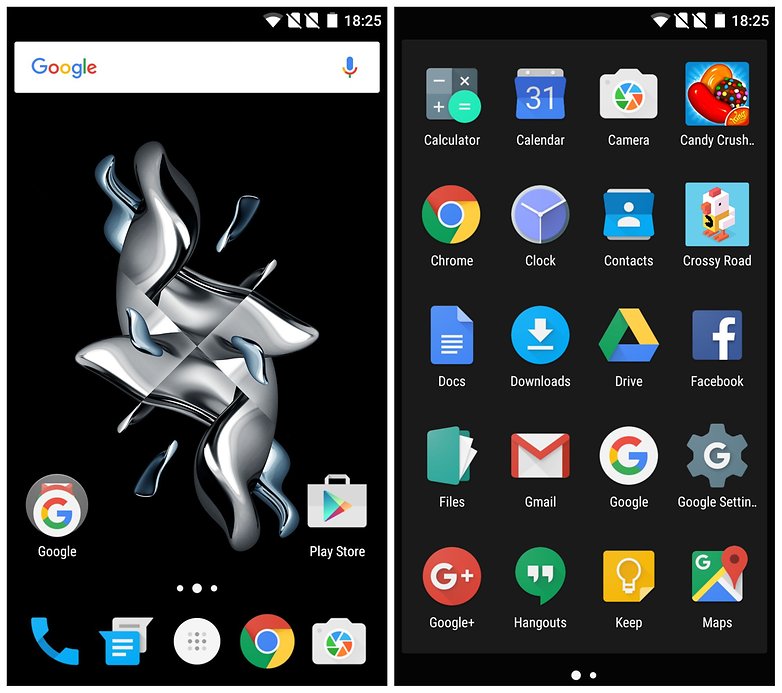 18:25
Google
Google
Play Store
18:25
31
Calculator Calendar Camera Candy Crush..
Chrome Clock Contacts Crossy Road
Docs Downloads Drive Facebook
Files Gmail Google Google Settin..
G+
Google+ Hangouts Keep Maps